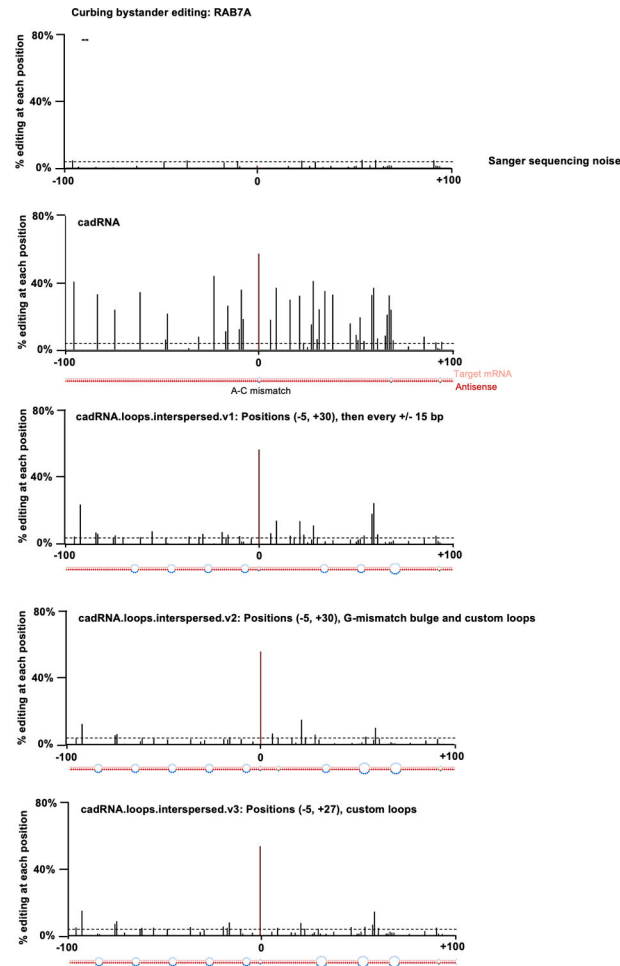 Curbing bystander editing: RAB7A
% editing at each position
80%
--
40%
0%
-100
0
+100
Sanger sequencing noise
% editing at each position
80%
cadRNA
40%
0%
-100
0
+100
Target mRNA
A-C mismatch
Antisense
cadRNA.loops.interspersed.v1: Positions (-5, +30), then every +/- 15 bp
% editing at each position
80%
40%
0%
-100
0
+100
% editing at each position
80%
cadRNA.loops.interspersed.v2: Positions (-5, +30), G-mismatch bulge and custom loops
40%
0%
-100
0
+100
% editing at each position
80%
cadRNA.loops.interspersed.v3: Positions (-5, +27), custom loops
40%
0%
-100
0
+100